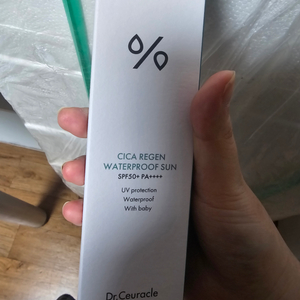 CICA REGEN
WATERPROOF SUN
SPF50+ PA++++
UV protection
Waterproof
With baby
Dr.Ceuracle